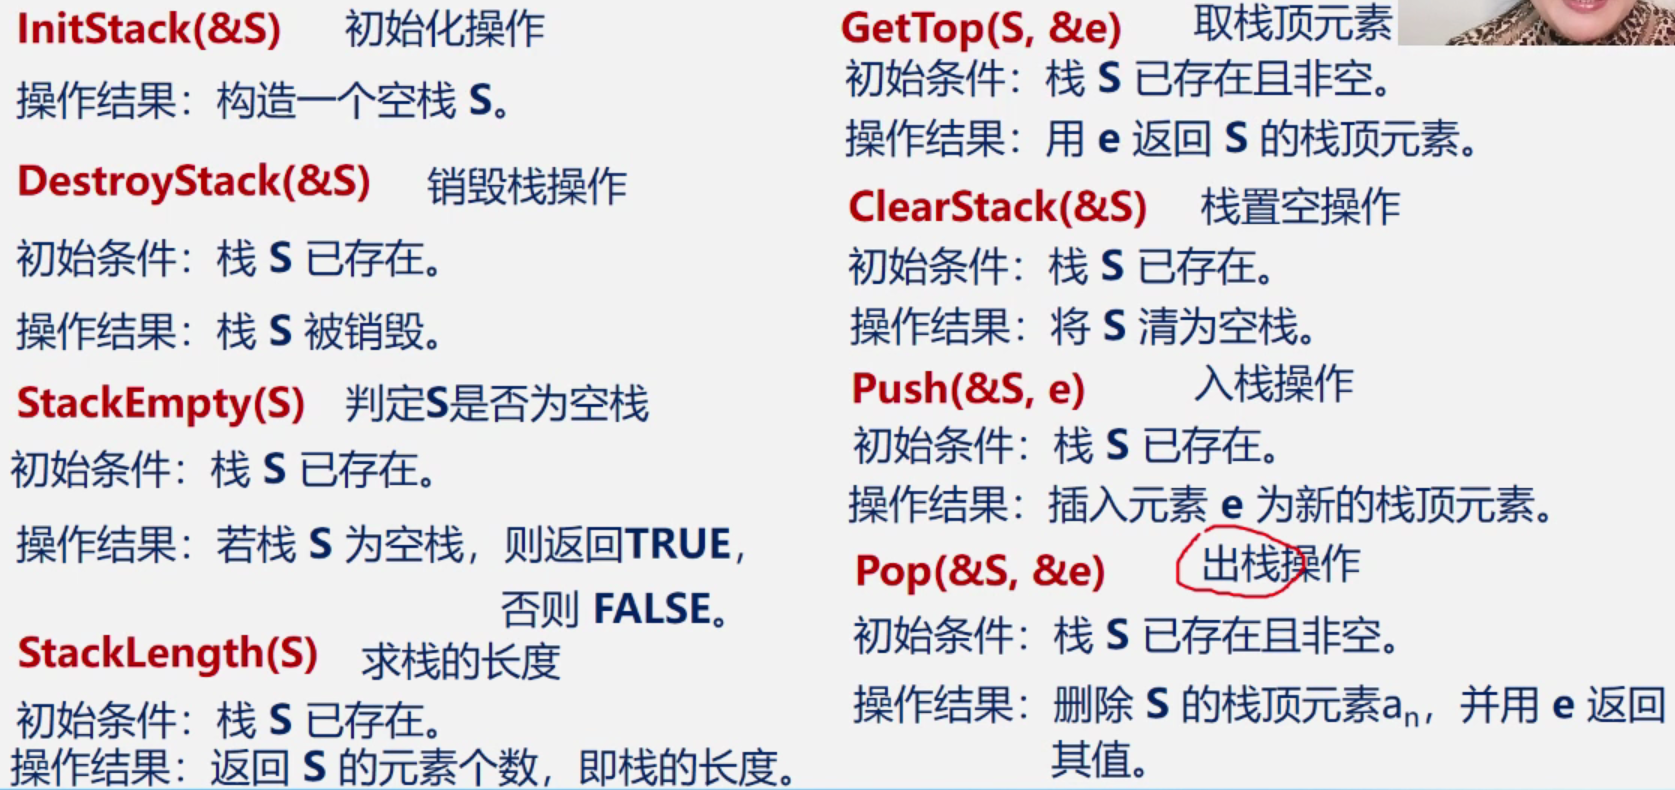 InitStack(&S) 初始化操作
操作结果：构造一个空栈 S。
DestroyStack(&S) 销毁栈操作
初始条件：栈 S 已存在。
操作结果：栈 S 被销毁。
StackEmpty(S) 判定S是否为空栈
初始条件：栈 S 已存在。
操作结果：若栈 S 为空栈，则返回TRUE，
否则 FALSE。
StackLength(S) 求栈的长度
初始条件：栈 S 已存在。
操作结果：返回 S 的元素个数，即栈的长度。
GetTop(S, &e) 取栈顶元素
初始条件：栈 S 已存在且非空。
操作结果：用 e 返回 S 的栈顶元素。
ClearStack(&S) 栈置空操作
初始条件：栈 S 已存在。
操作结果：将 S 清为空栈。
Push(&S, e) 入栈操作
初始条件：栈 S 已存在。
操作结果：插入元素 e 为新的栈顶元素。
Pop(&S, &e) 出栈操作
初始条件：栈 S 已存在且非空。
操作结果：删除 S 的栈顶元素aₙ，并用 e 返回
其值。